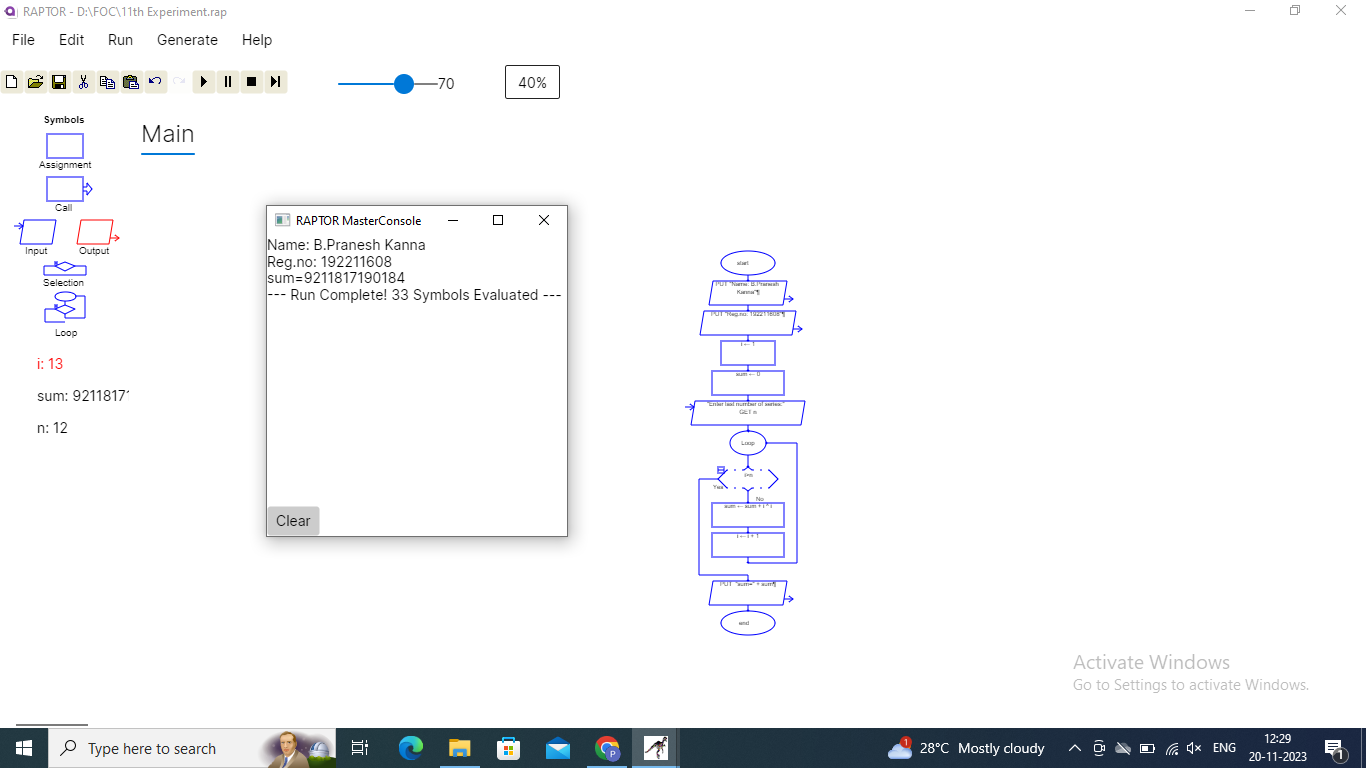 RAPTOR - D:\FOC\11th Experiment.rap
File Edit Run Generate Help
70
40%
Symbols
Assignment
Call
Input Output
Selection
Loop
i: 13
sum: 9211817
n: 12
Main
RAPTOR MasterConsole
Name: B.Pranesh Kanna
Reg.no: 192211608
sum=9211817190184
--- Run Complete! 33 Symbols Evaluated ---
Clear
start
PUT "Name: B.Pranesh
Kanna"¶
PUT "Reg.no: 192211608"¶
i ← 1
sum ← 0
"Enter last number of series:"
GET n
Loop
Yes
No
sum ← sum + i ^ i
i ← i + 1
PUT "sum=" + sum¶
end
Activate Windows
Go to Settings to activate Windows.
Type here to search
1
28°C Mostly cloudy
ENG
12:29
20-11-2023
1